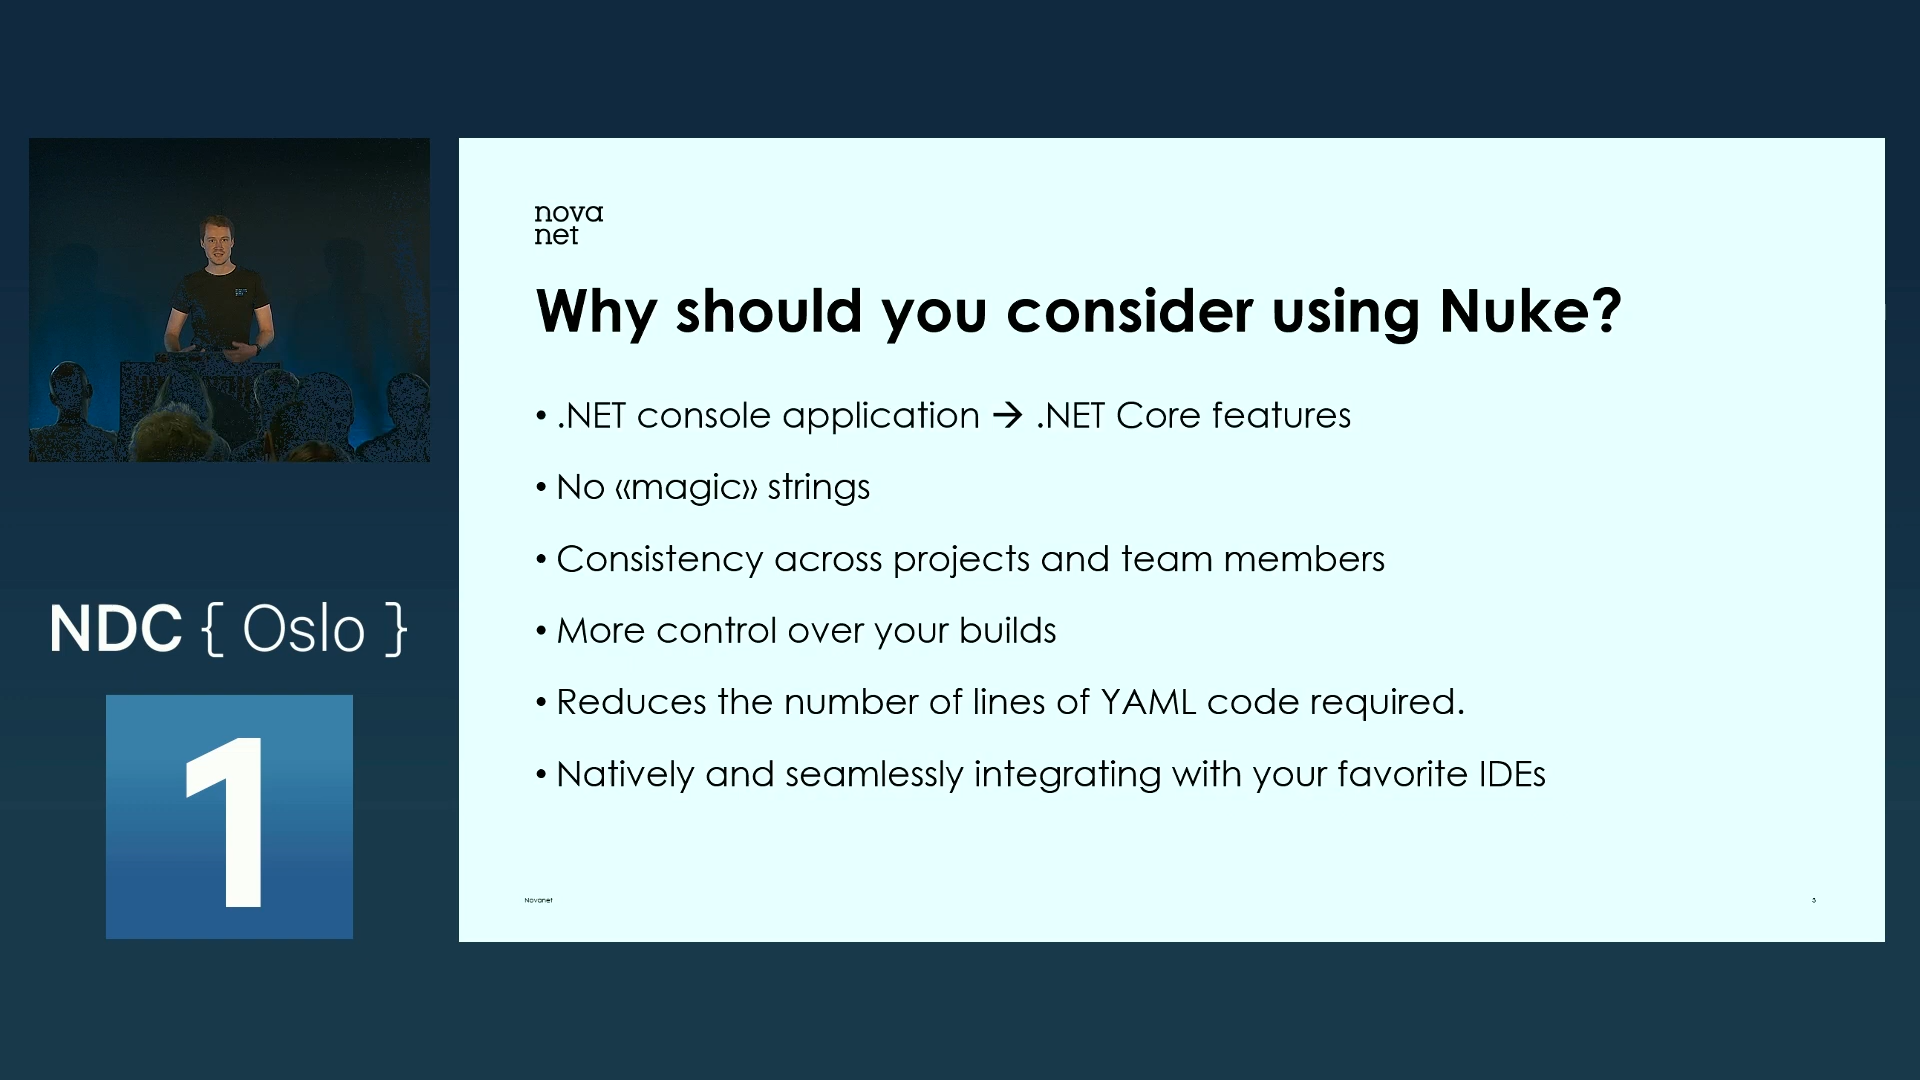 nova
net
Why should you consider using Nuke?
• .NET console application → .NET Core features
• No «magic» strings
• Consistency across projects and team members
• More control over your builds
• Reduces the number of lines of YAML code required.
• Natively and seamlessly integrating with your favorite IDEs
NDC { Oslo }
1
Novanet